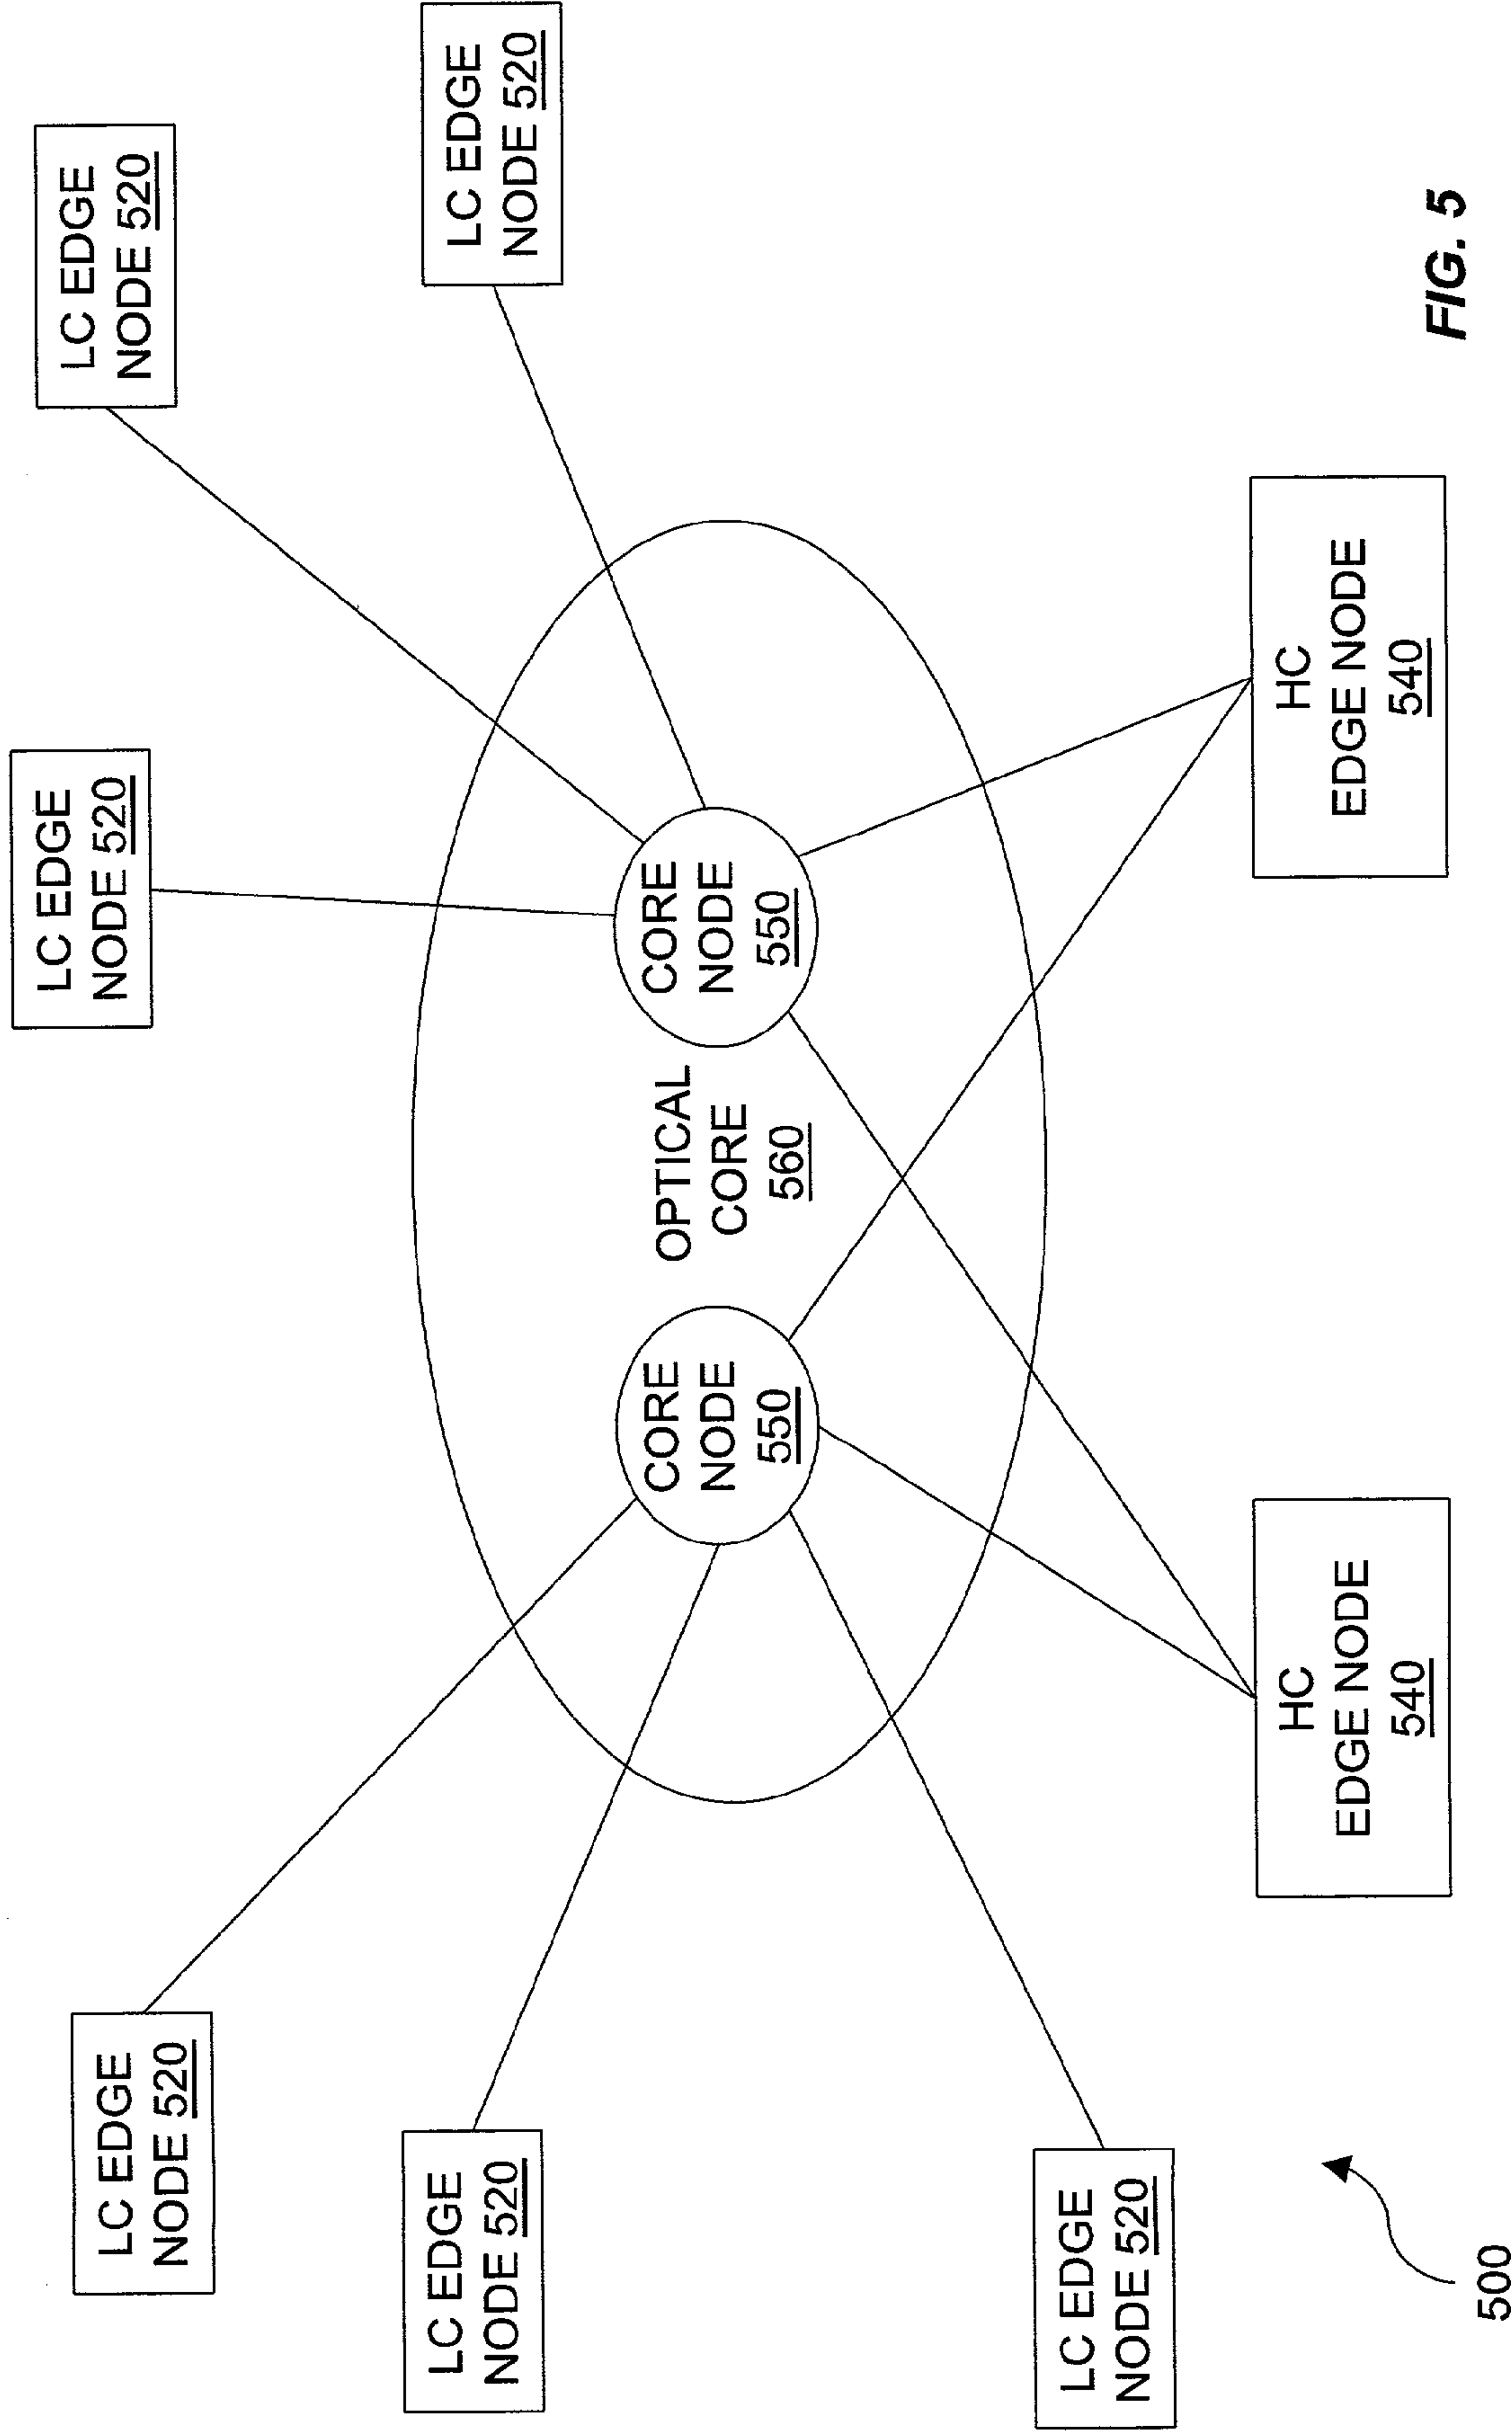 LC EDGE
NODE 520
LC EDGE
NODE 520
LC EDGE
NODE 520
LC EDGE
NODE 520
LC EDGE
NODE 520
LC EDGE
NODE 520
CORE
NODE
550
OPTICAL
CORE
560
CORE
NODE
550
HC
EDGE NODE
540
HC
EDGE NODE
540
500
FIG. 5